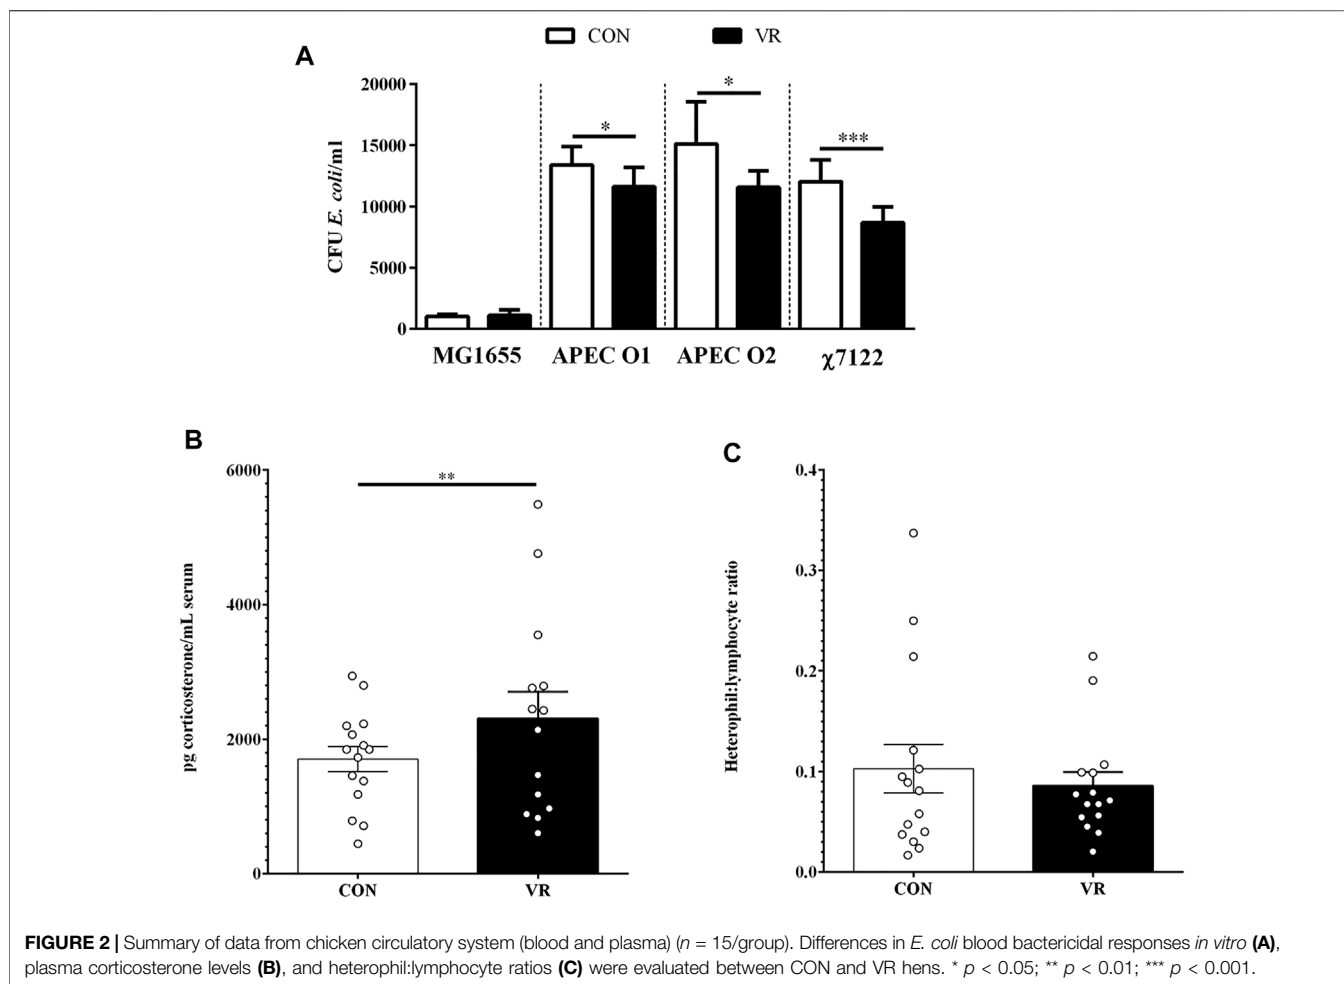 CON VR
A
20000
15000
10000
5000
0
CFU E. coli/ml
*
*
***
MG1655 APEC O1 APEC O2 χ7122
B
6000
4000
2000
0
pg corticosterone/mL serum
**
CON VR
C
0.4
0.3
0.2
0.1
0.0
Heterophil:lymphocyte ratio
CON VR
FIGURE 2 | Summary of data from chicken circulatory system (blood and plasma) (n = 15/group). Differences in E. coli blood bactericidal responses in vitro (A),
plasma corticosterone levels (B), and heterophil:lymphocyte ratios (C) were evaluated between CON and VR hens. * p < 0.05; ** p < 0.01; *** p < 0.001.